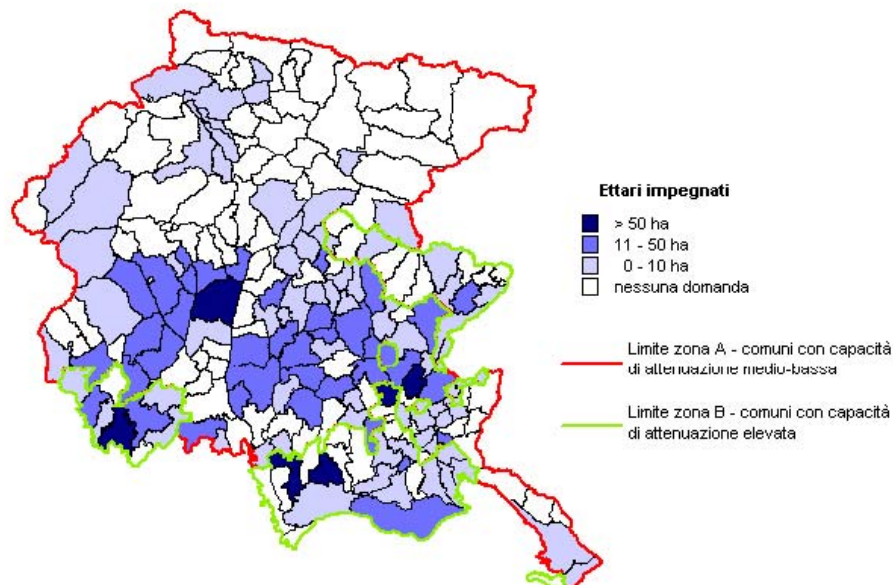 Ettari impegnati
> 50 ha
11 - 50 ha
0 - 10 ha
nessuna domanda
Limite zona A - comuni con capacità
di attenuazione medio-bassa
Limite zona B - comuni con capacità
di attenuazione elevata